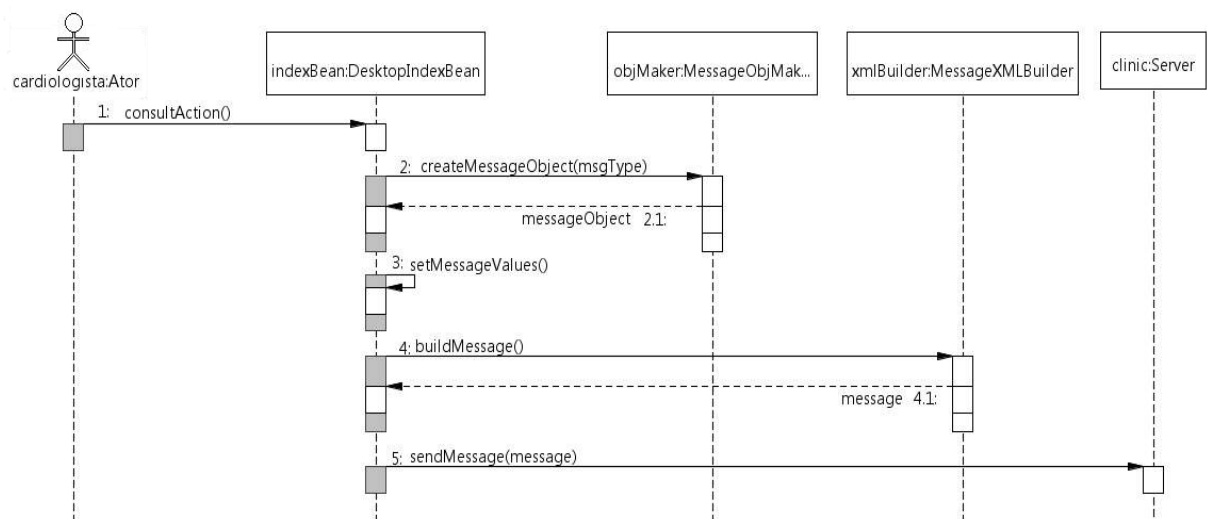 cardiologista:Ator
indexBean:DesktopIndexBean
objMaker:MessageObjMak...
xmlBuilder:MessageXMLBuilder
clinic:Server
1: consultAction()
2: createMessageObject(msgType)
messageObject 2.1:
3: setMessageValues()
4: buildMessage()
message 4.1:
5: sendMessage(message)